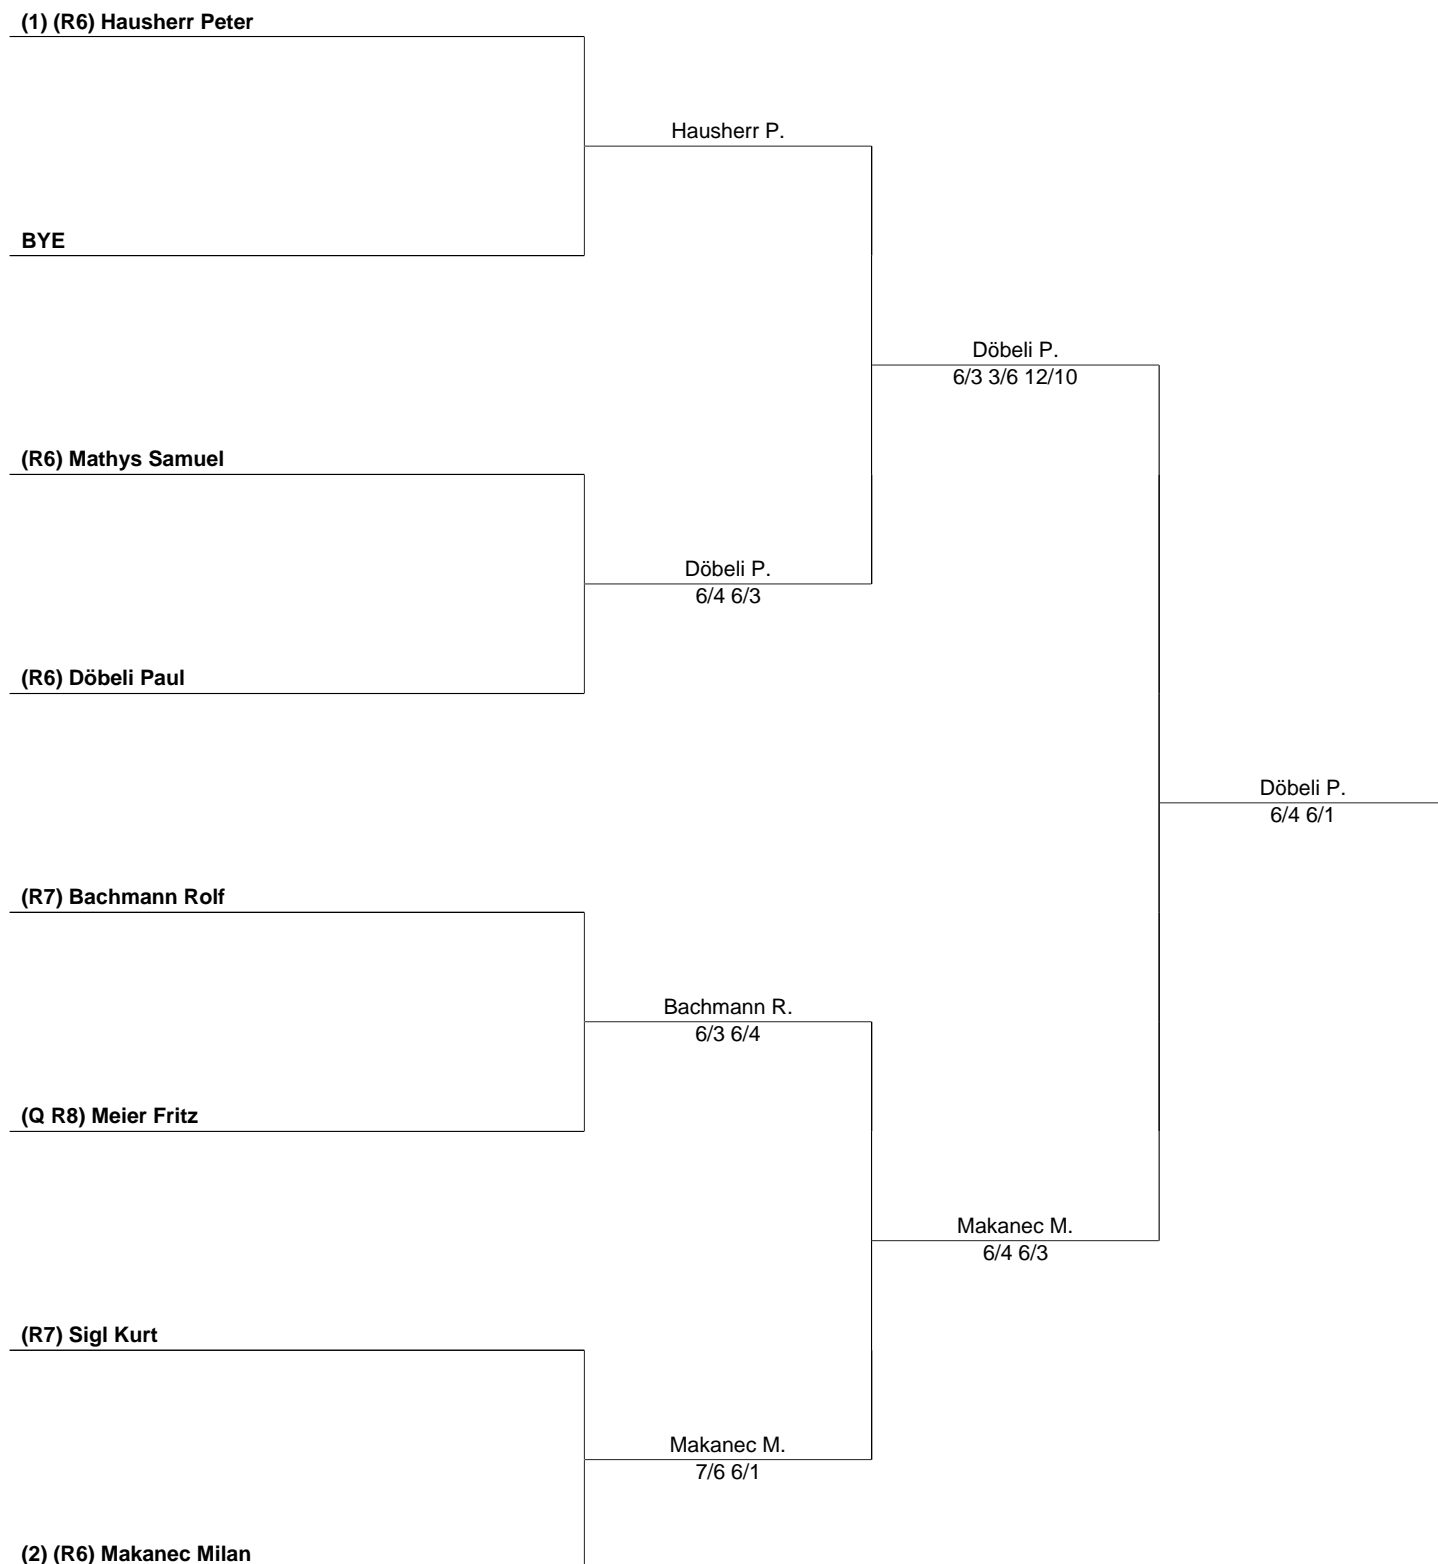 (1) (R6) Hausherr Peter
Hausherr P.
BYE
Döbeli P.
6/3 3/6 12/10
(R6) Mathys Samuel
Döbeli P.
6/4 6/3
(R6) Döbeli Paul
Döbeli P.
6/4 6/1
(R7) Bachmann Rolf
Bachmann R.
6/3 6/4
(Q R8) Meier Fritz
Makanec M.
6/4 6/3
(R7) Sigl Kurt
Makanec M.
7/6 6/1
(2) (R6) Makanec Milan